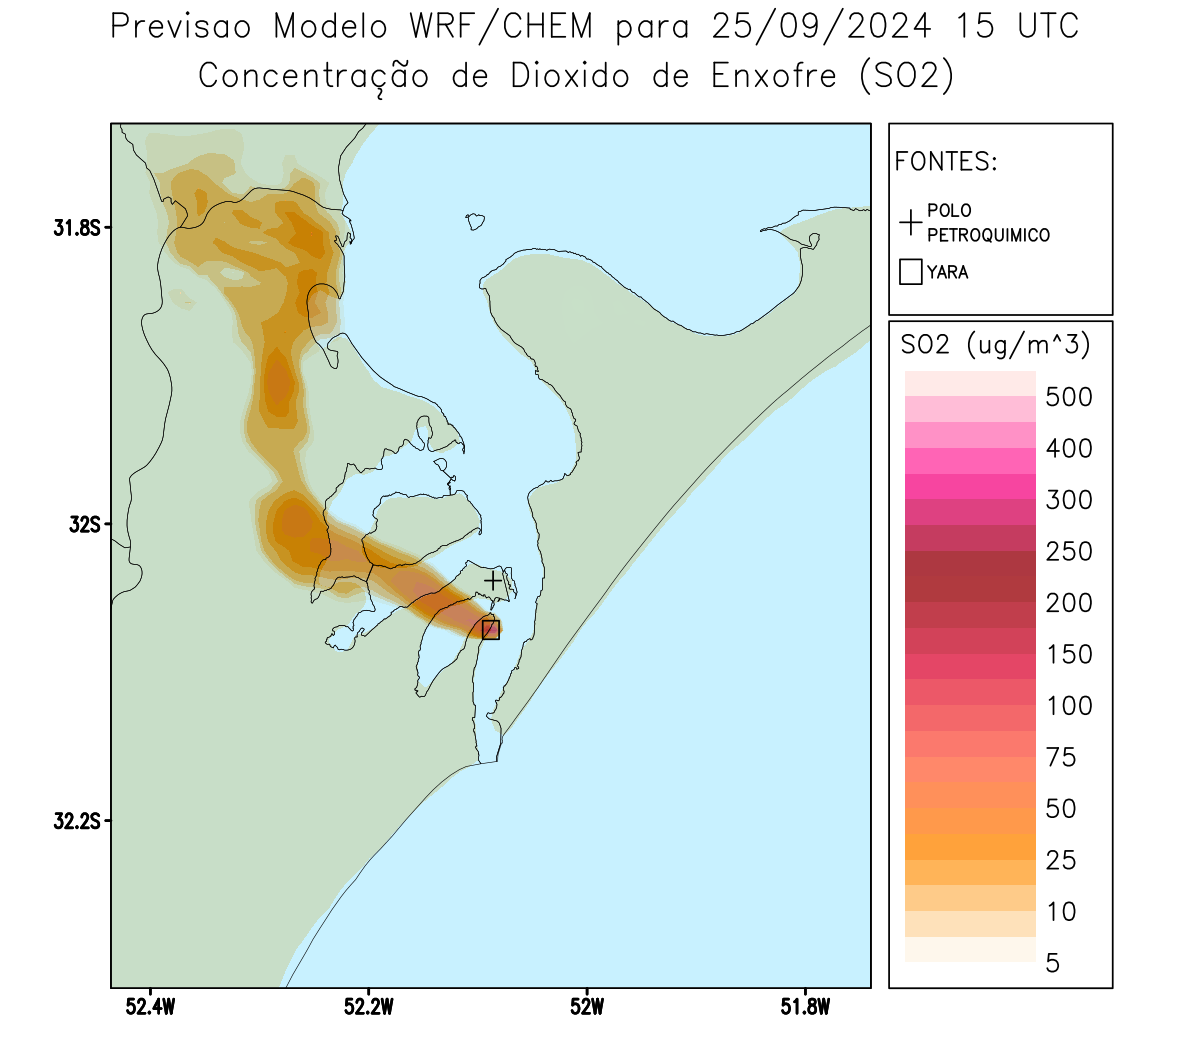 Previsao Modelo WRF/CHEM para 25/09/2024 15 UTC
Concentração de Dioxido de Enxofre (SO2)
FONTES:
POLO
PETROQUIMICO
YARA
SO2 (ug/m^3)
500
400
300
250
200
150
100
75
50
25
10
5
31.8S
32S
32.2S
52.4W
52.2W
52W
51.8W